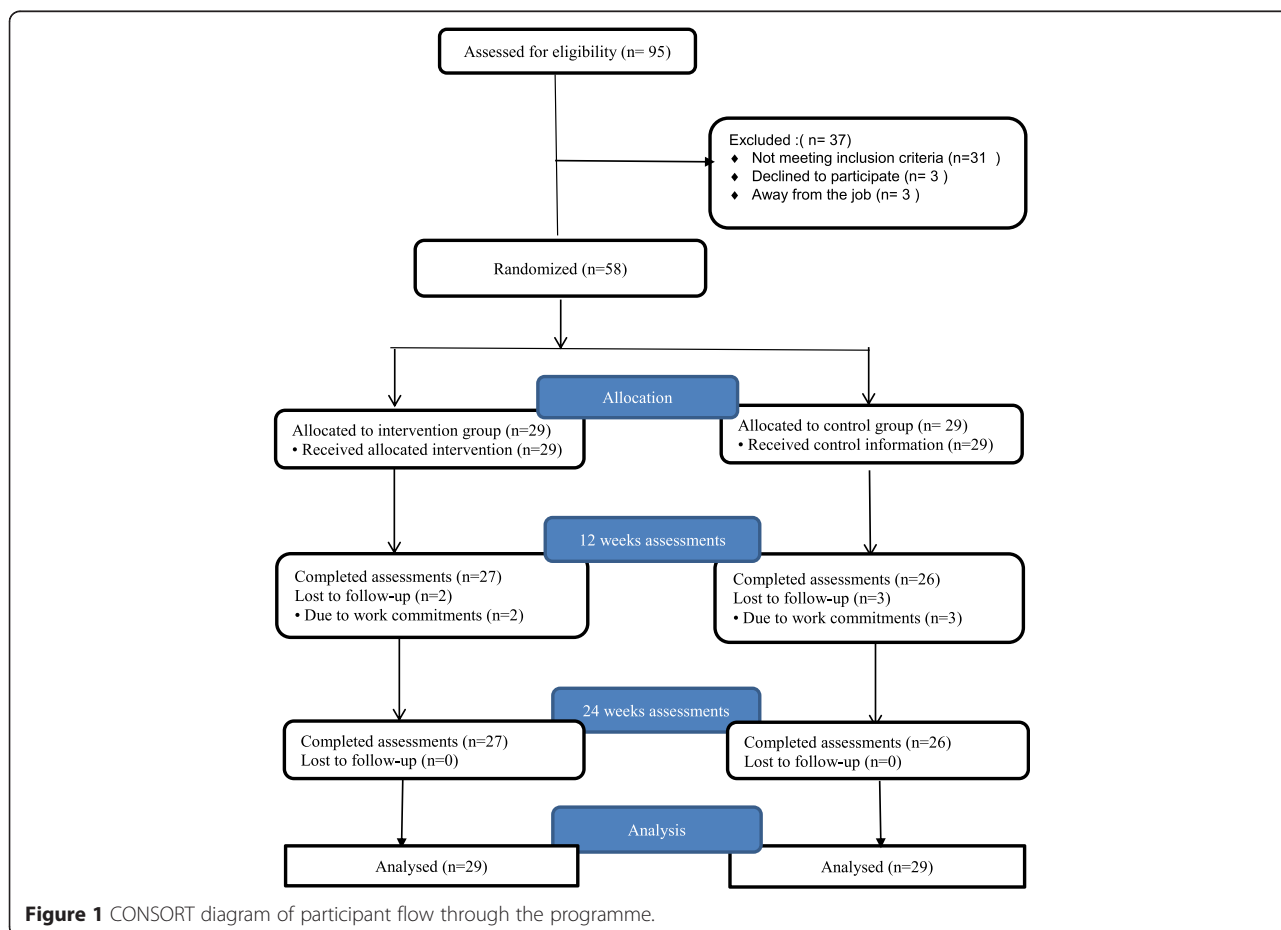 Assessed for eligibility (n= 95)
Excluded :( n= 37)
♦ Not meeting inclusion criteria (n=31 )
♦ Declined to participate (n= 3 )
♦ Away from the job (n= 3 )
Randomized (n=58)
Allocation
Allocated to intervention group (n=29)
• Received allocated intervention (n=29)
Allocated to control group (n= 29)
• Received control information (n=29)
12 weeks assessments
Completed assessments (n=27)
Lost to follow-up (n=2)
• Due to work commitments (n=2)
Completed assessments (n=26)
Lost to follow-up (n=3)
• Due to work commitments (n=3)
24 weeks assessments
Completed assessments (n=27)
Lost to follow-up (n=0)
Completed assessments (n=26)
Lost to follow-up (n=0)
Analysis
Analysed (n=29)
Analysed (n=29)
Figure 1 CONSORT diagram of participant flow through the programme.